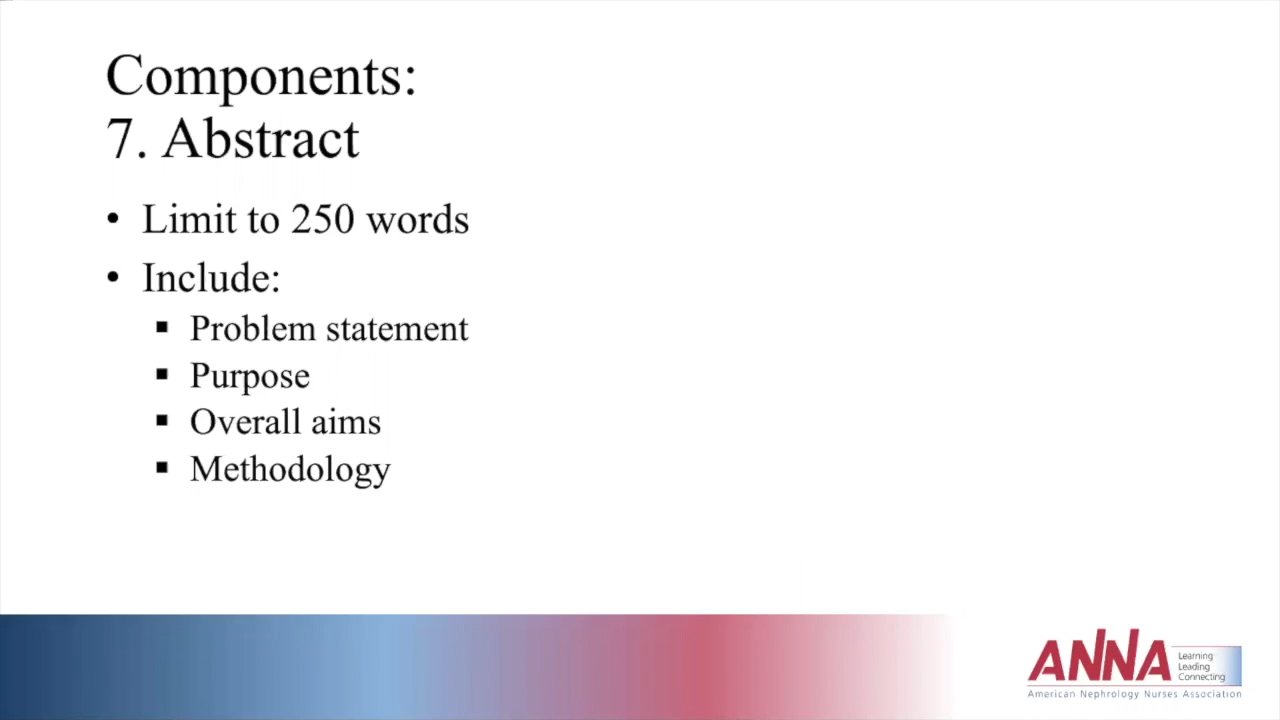 Components:
7. Abstract
• Limit to 250 words
• Include:
▪ Problem statement
▪ Purpose
▪ Overall aims
▪ Methodology
ANNA
Learning
Leading
Connecting
American Nephrology Nurses Association